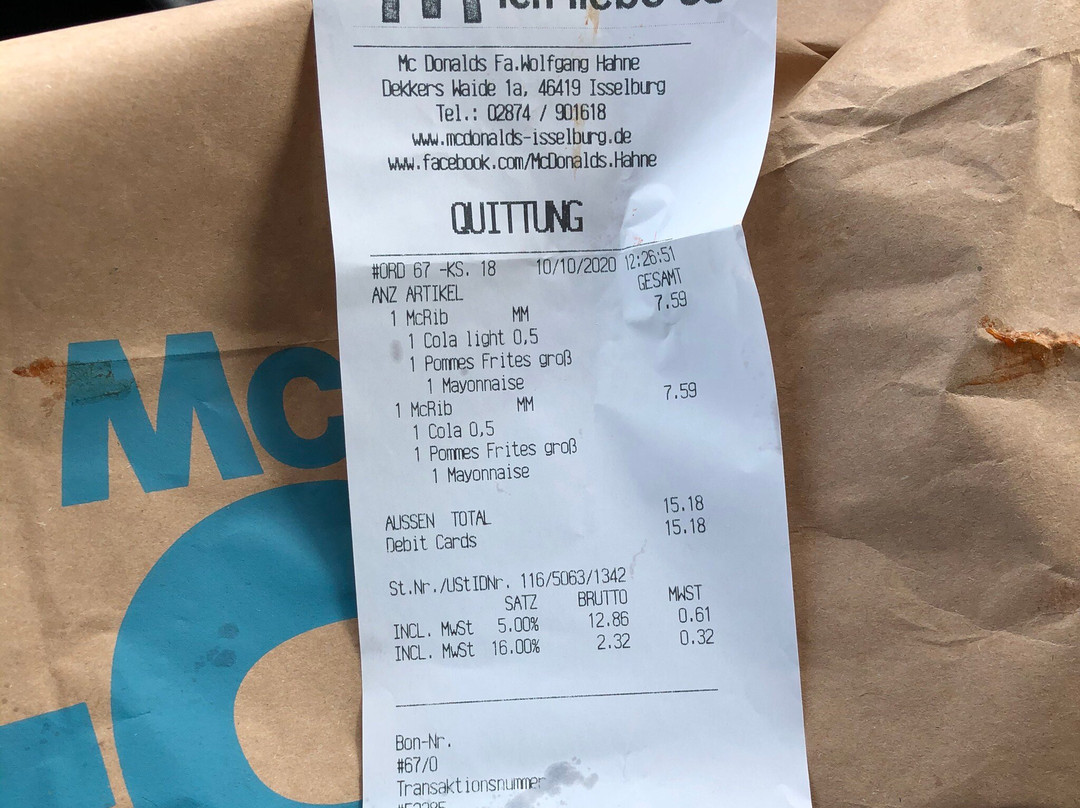 ich liebe es
Mc Donalds Fa.Wolfgang Hahne
Dekkers Waide 1a, 46419 Isselburg
Tel.: 02874 / 901618
www.mcdonalds-isselburg.de
www.facebook.com/McDonalds.Hahne
QUITTUNG
#ORD 67 -KS. 18 10/10/2020 12:26:51
ANZ ARTIKEL GESAMT
1 McRib MM 7.59
1 Cola light 0,5
1 Pommes Frites groß
1 Mayonnaise
1 McRib MM 7.59
1 Cola 0,5
1 Pommes Frites groß
1 Mayonnaise
AUSSEN TOTAL 15.18
Debit Cards 15.18
St.Nr./UStIDNr. 116/5063/1342
SATZ BRUTTO MWST
INCL. MwSt 5.00% 12.86 0.61
INCL. MwSt 16.00% 2.32 0.32
Bon-Nr.
#67/0
Transaktionsnummer
Mc